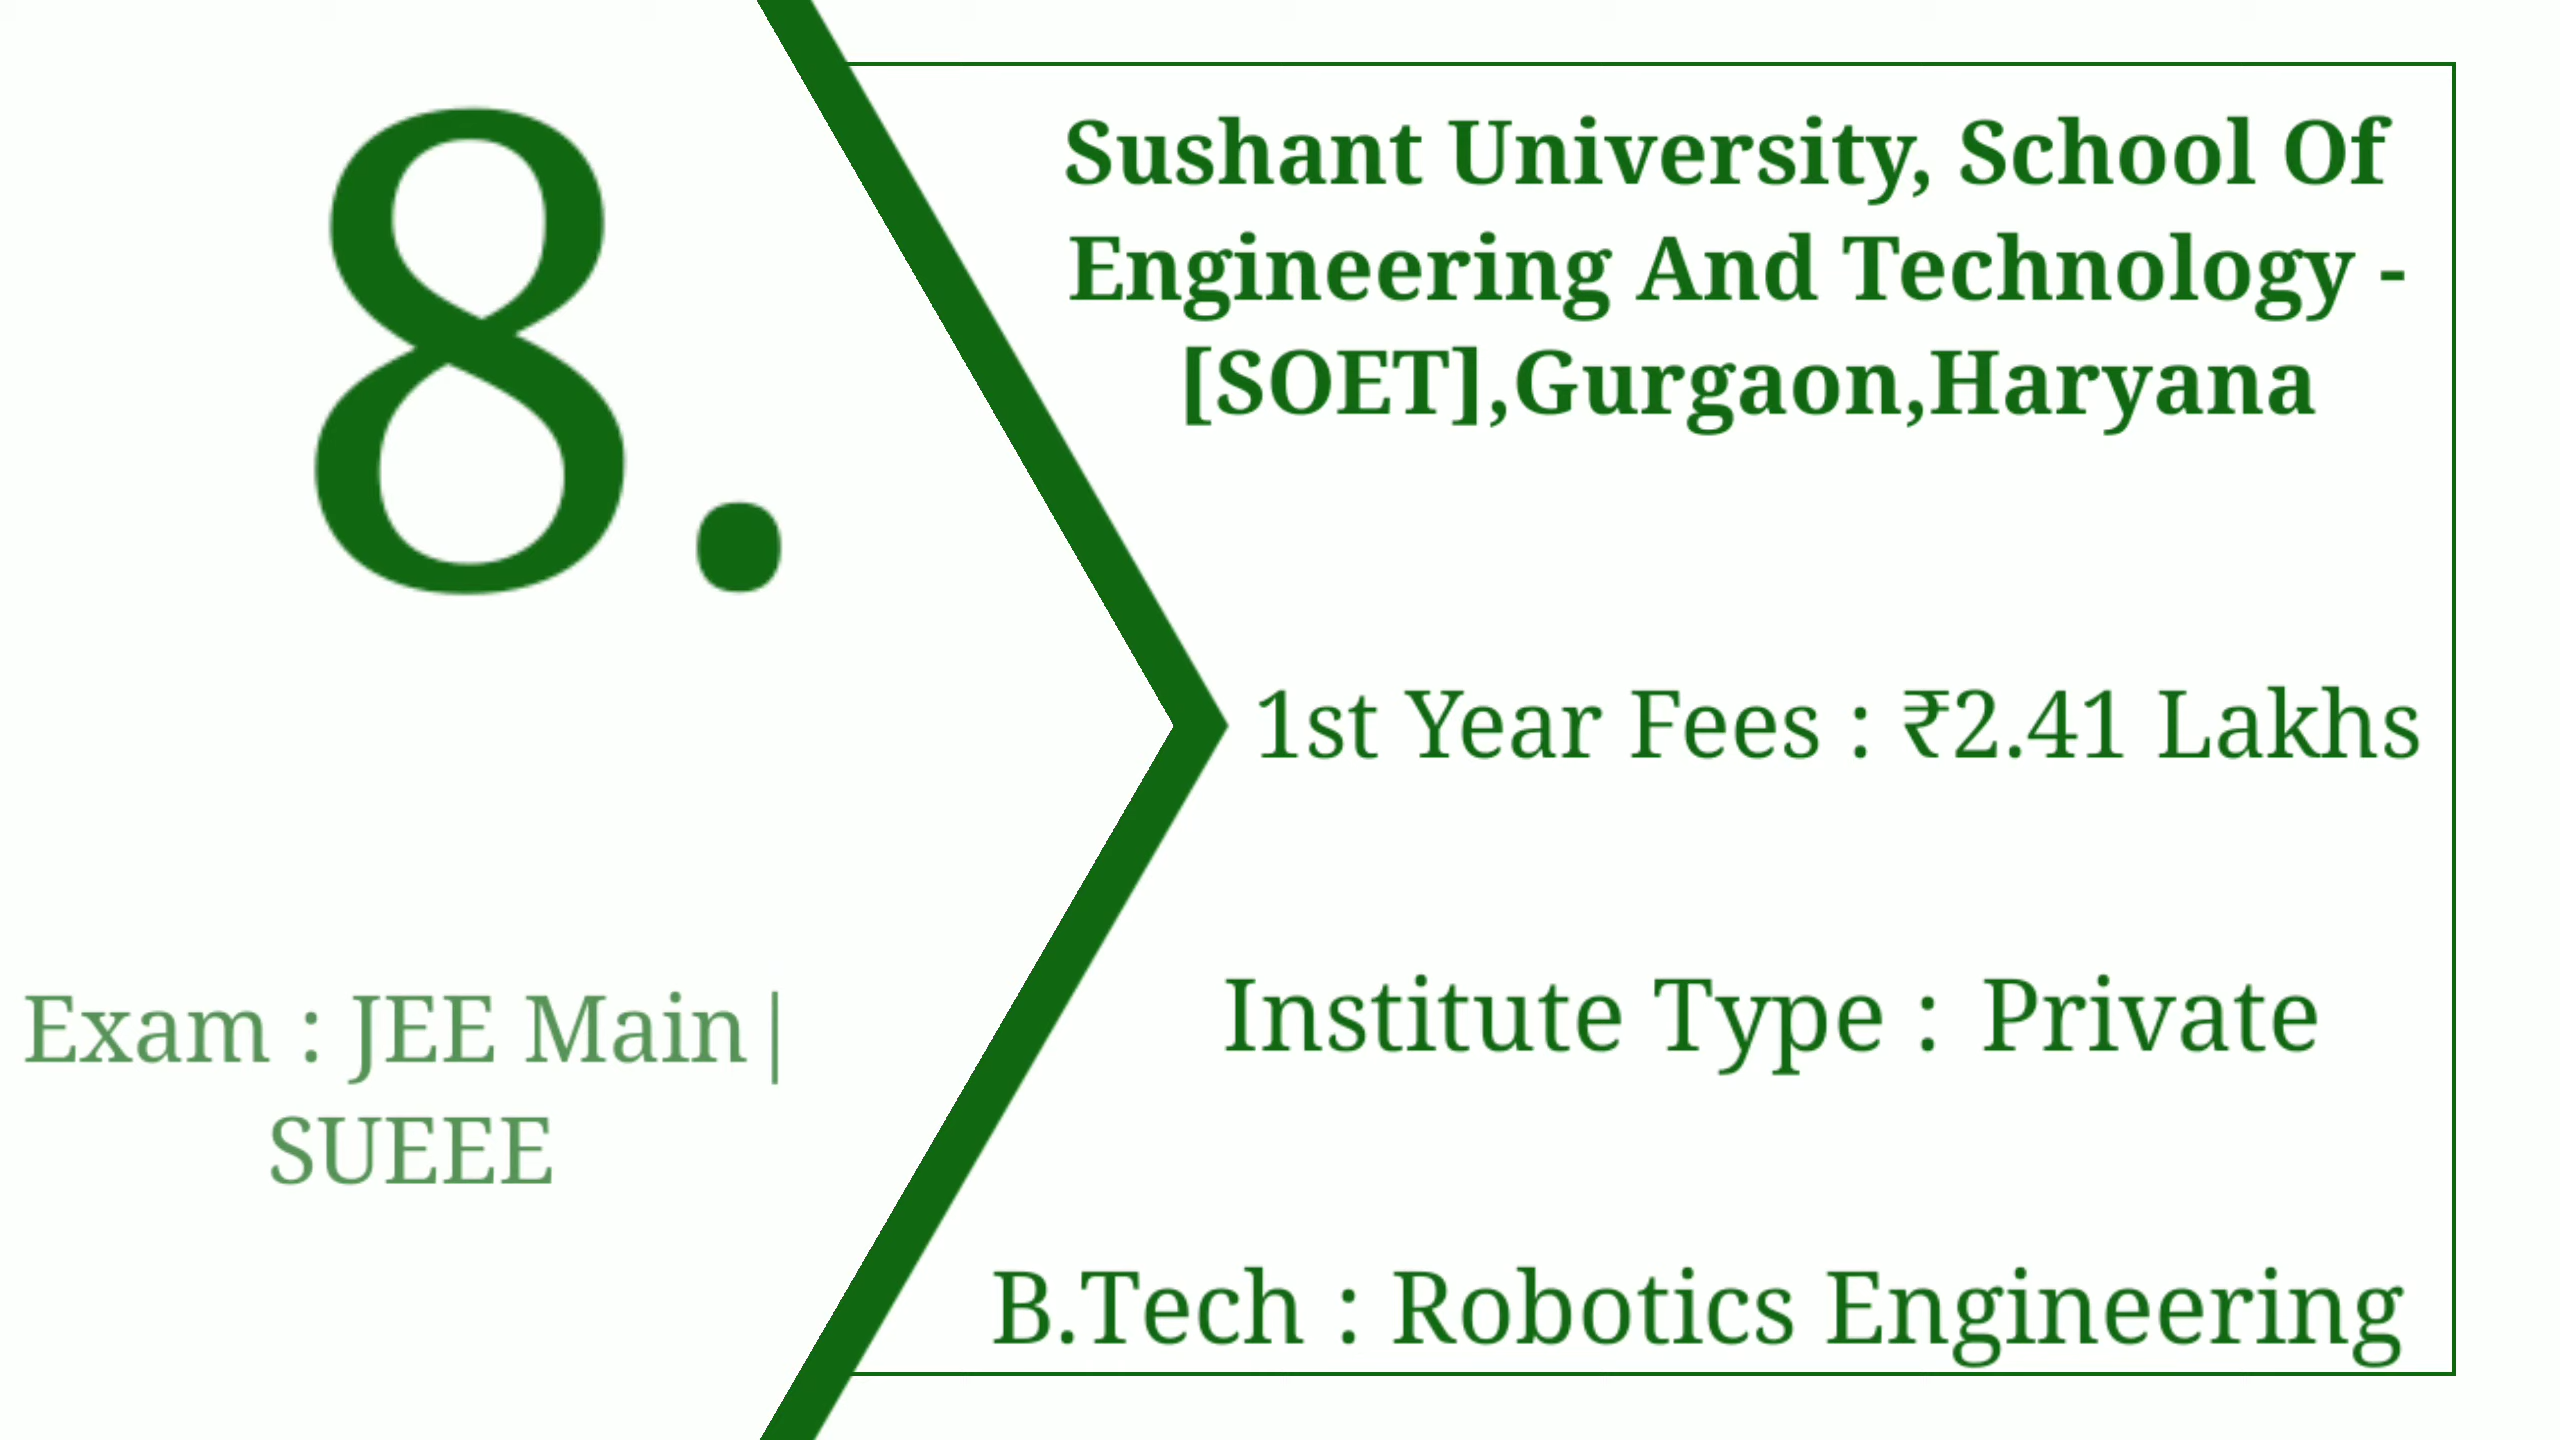 8.
Exam : JEE Main|
SUEEE
Sushant University, School Of
Engineering And Technology -
[SOET],Gurgaon,Haryana
1st Year Fees : ₹2.41 Lakhs
Institute Type : Private
B.Tech : Robotics Engineering